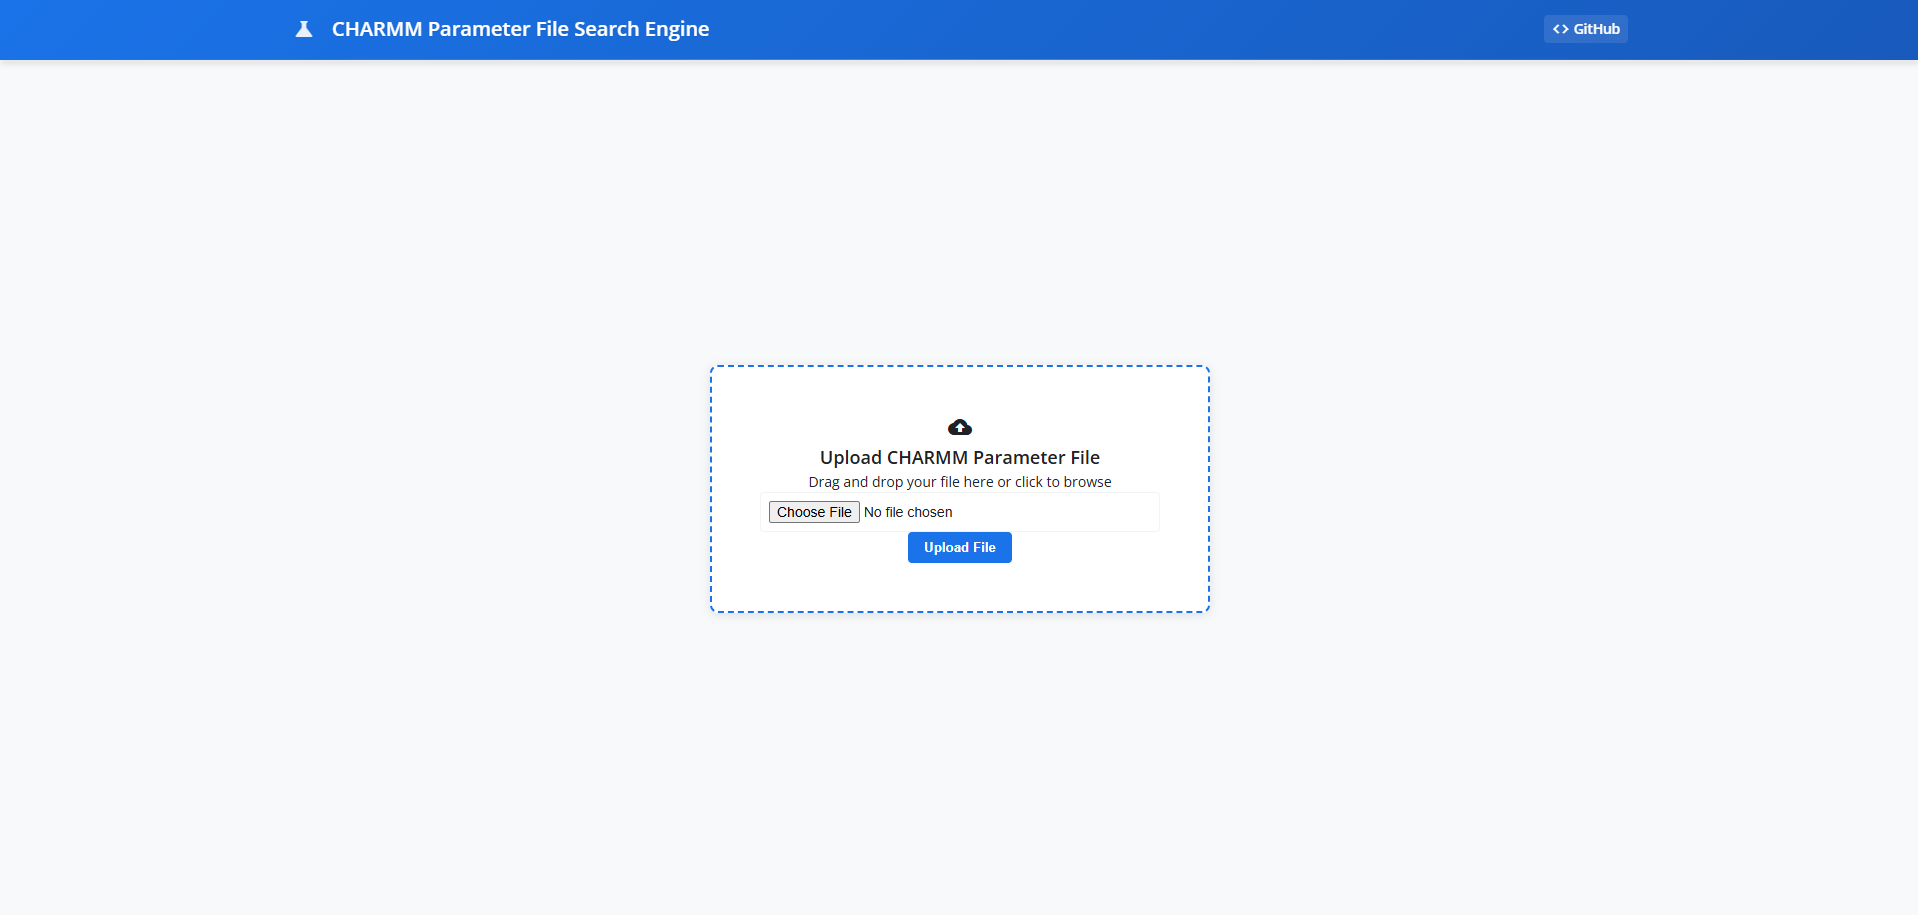 CHARMM Parameter File Search Engine
<> GitHub
Upload CHARMM Parameter File
Drag and drop your file here or click to browse
Choose File No file chosen
Upload File